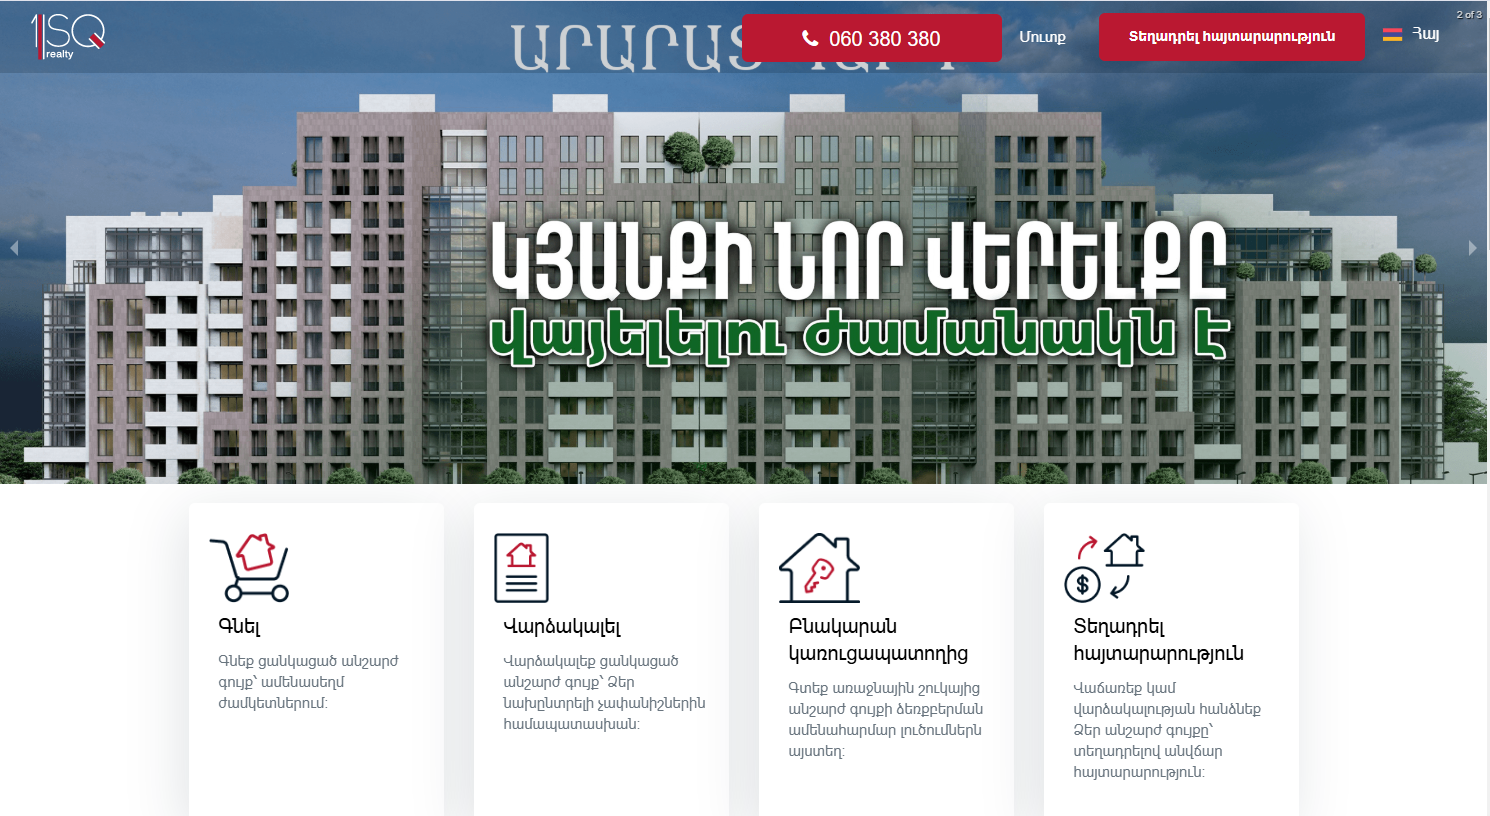 1SQ
realty
ԱՐԱՐԱՏ
060 380 380
Մուտք
Տեղադրել հայտարարություն
Հայ
2 of 3
ԿՅԱՆՔԻ ՆՈՐ ՎԵՐԵԼՔԸ
վայելելու ժամանակն է
Գնել
Գնեք ցանկացած անշարժ
գույք՝ ամենասեղմ
ժամկետներում:
Վարձակալել
Վարձակալեք ցանկացած
անշարժ գույք՝ Ձեր
նախընտրելի չափանիշներին
համապատասխան:
Բնակարան
կառուցապատողից
Գտեք առաջնային շուկայից
անշարժ գույքի ձեռքբերման
ամենահարմար լուծումներն
այստեղ:
Տեղադրել
հայտարարություն
Վաճառեք կամ
վարձակալության հանձնեք
Ձեր անշարժ գույքը՝
տեղադրելով անվճար
հայտարարություն: